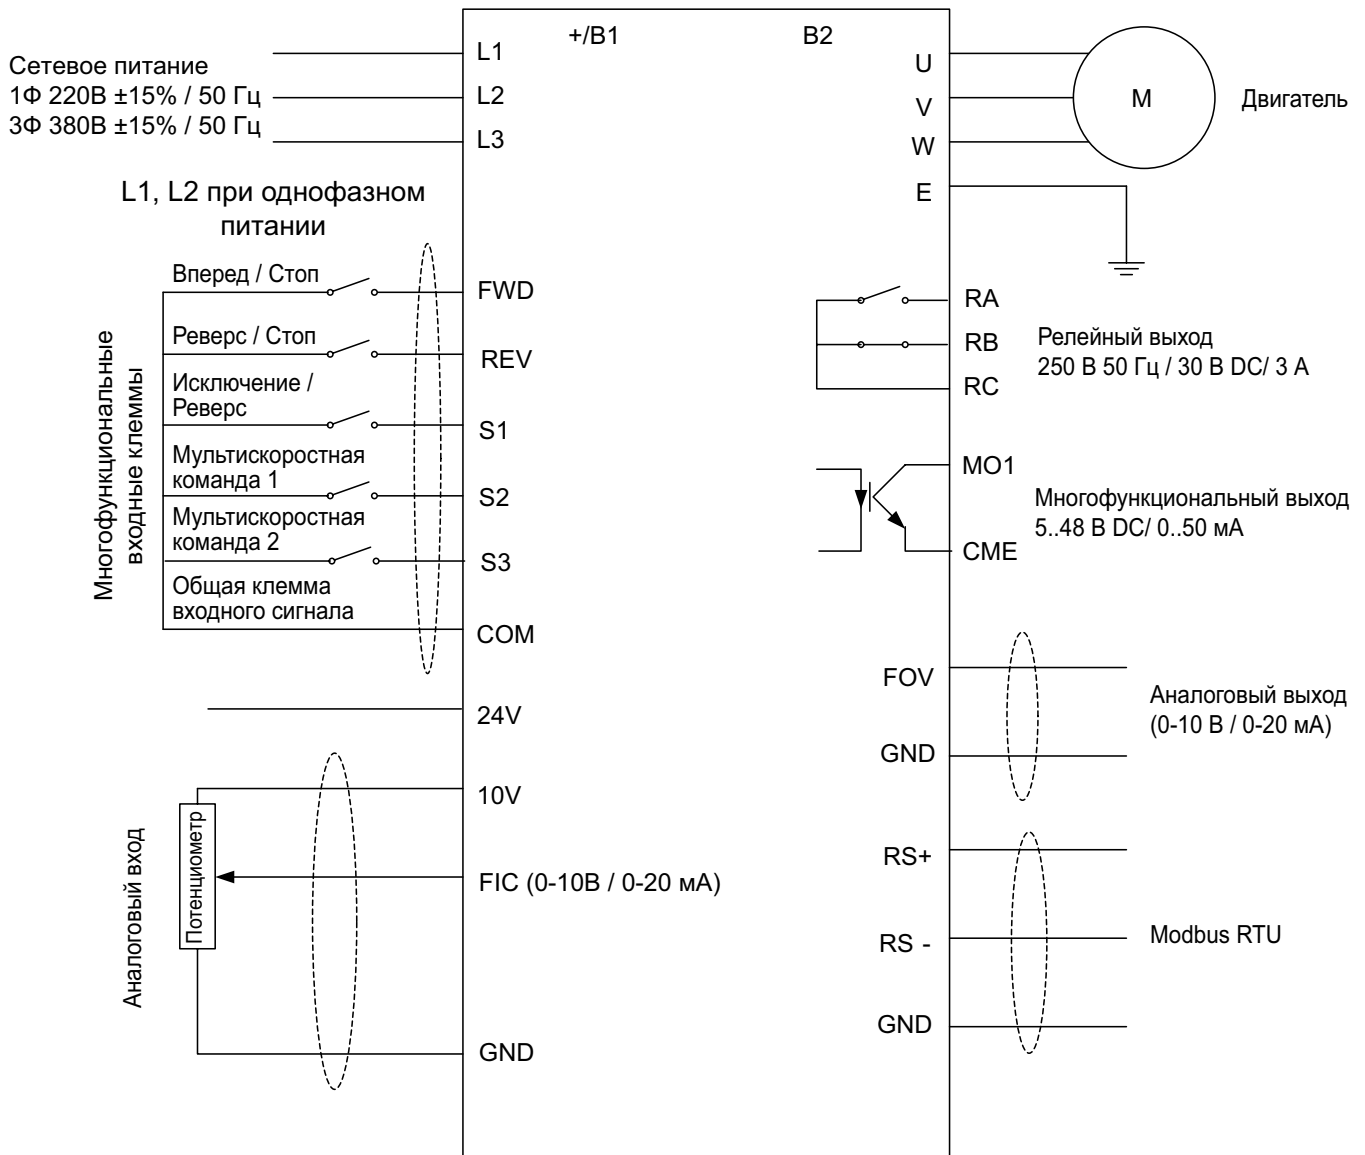 +/B1
B2
Сетевое питание
1Ф 220В ±15% / 50 Гц
3Ф 380В ±15% / 50 Гц
L1
L2
L3
L1, L2 при однофазном
питании
U
V
W
E
M
Двигатель
Многофункциональные
входные клеммы
Вперед / Стоп
FWD
Реверс / Стоп
REV
Исключение /
Реверс
S1
Мультискоростная
команда 1
S2
Мультискоростная
команда 2
S3
Общая клемма
входного сигнала
COM
24V
Аналоговый вход
Потенциометр
10V
FIC (0-10В / 0-20 мА)
GND
RA
RB
RC
Релейный выход
250 В 50 Гц / 30 В DC/ 3 А
MO1
CME
Многофункциональный выход
5..48 В DC/ 0..50 мА
FOV
GND
Аналоговый выход
(0-10 В / 0-20 мА)
RS+
RS -
GND
Modbus RTU